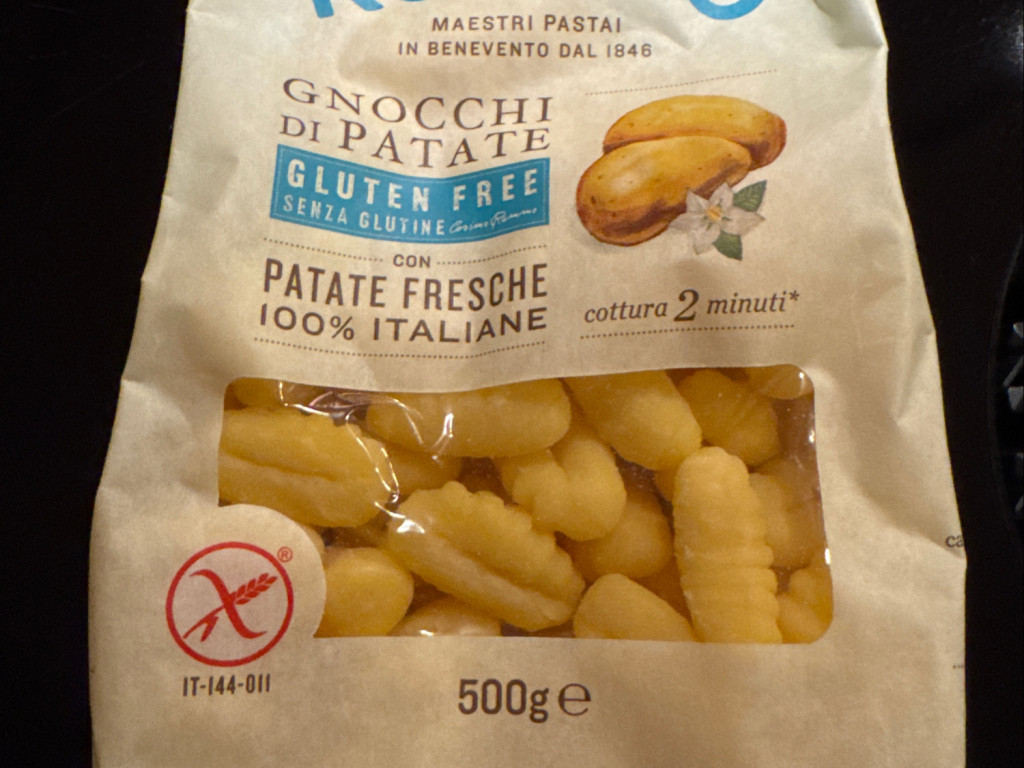 MAESTRI PASTAI
IN BENEVENTO DAL 1846
GNOCCHI
DI PATATE
GLUTEN FREE
SENZA GLUTINE
CON
PATATE FRESCHE
100% ITALIANE
cottura 2 minuti*
®
IT-144-011
500g ℮